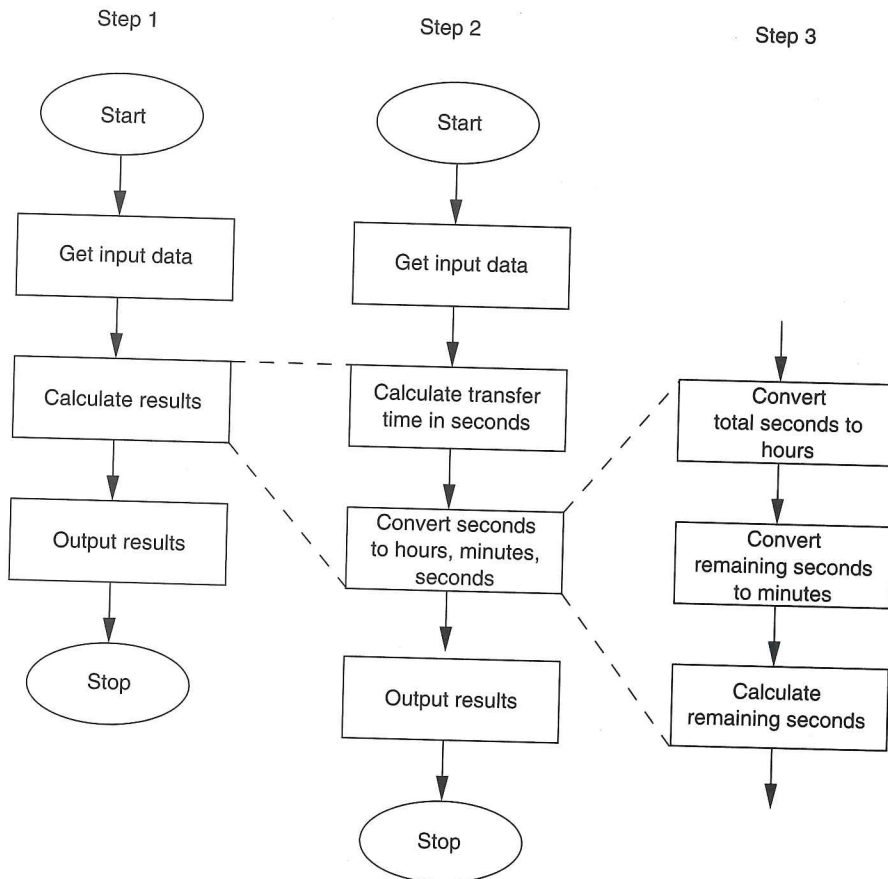 Step 1
Start
Get input data
Calculate results
Output results
Stop
Step 2
Start
Get input data
Calculate transfer
time in seconds
Convert seconds
to hours, minutes,
seconds
Output results
Stop
Step 3
Convert
total seconds to
hours
Convert
remaining seconds
to minutes
Calculate
remaining seconds